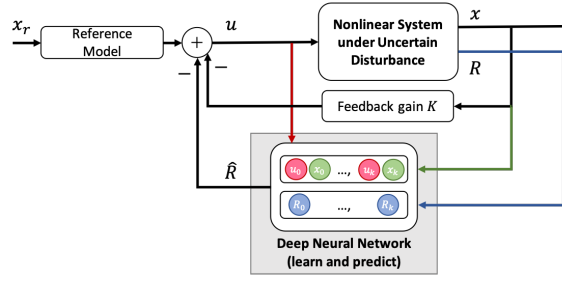 x_r
Reference
Model
+
−
−
u
Nonlinear System
under Uncertain
Disturbance
x
R
Feedback gain K
R̂
u_0 x_0 ..., u_k x_k
R_0 ..., R_k
Deep Neural Network
(learn and predict)